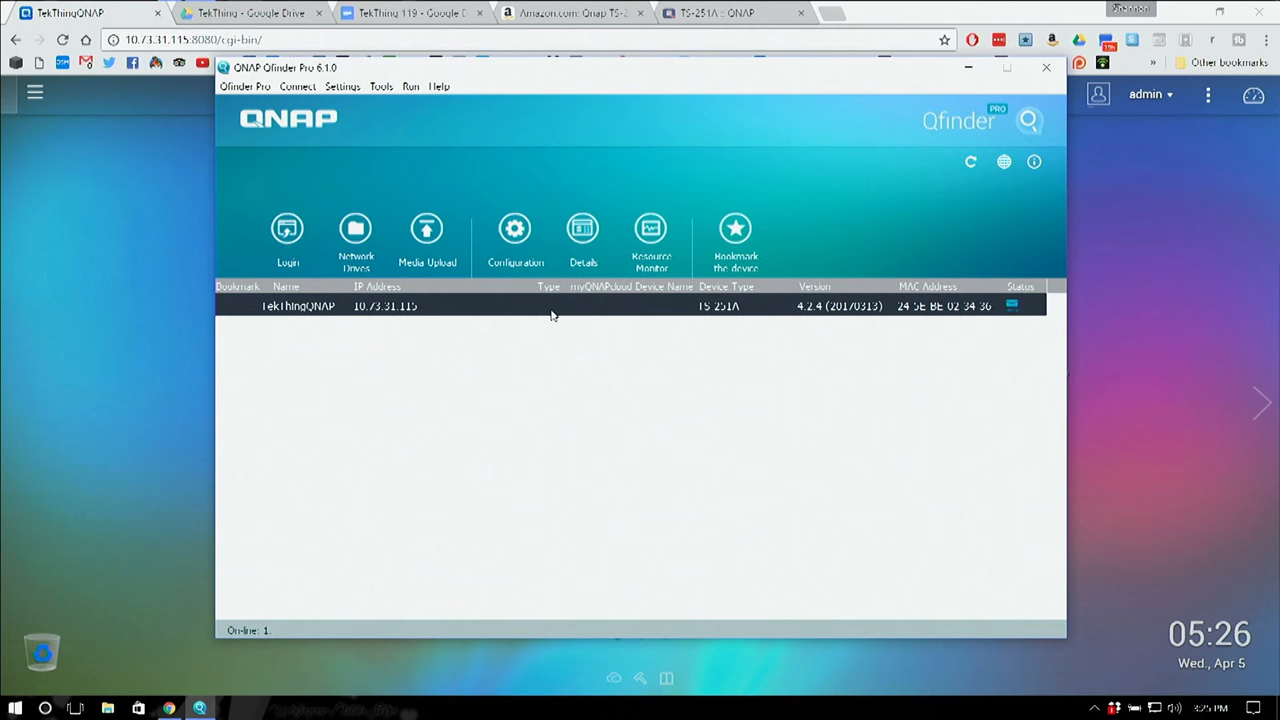 TekThingQNAP
TekThing - Google Drive
TekThing 119 - Google D
Amazon.com: Qnap TS-2
TS-251A :: QNAP
Shannon
10.73.31.115:8080/cgi-bin/
Other bookmarks
QNAP Qfinder Pro 6.1.0
Qfinder Pro Connect Settings Tools Run Help
admin
QNAP
Qfinder PRO
Login
Network Drives
Media Upload
Configuration
Details
Resource Monitor
Bookmark the device
Bookmark Name IP Address Type myQNAPcloud Device Name Device Type Version MAC Address Status
TekThingQNAP 10.73.31.115 TS-251A 4.2.4 (20170313) 24 5E BE 02 34 36
On-line: 1.
05:26
Wed., Apr 5
3:25 PM